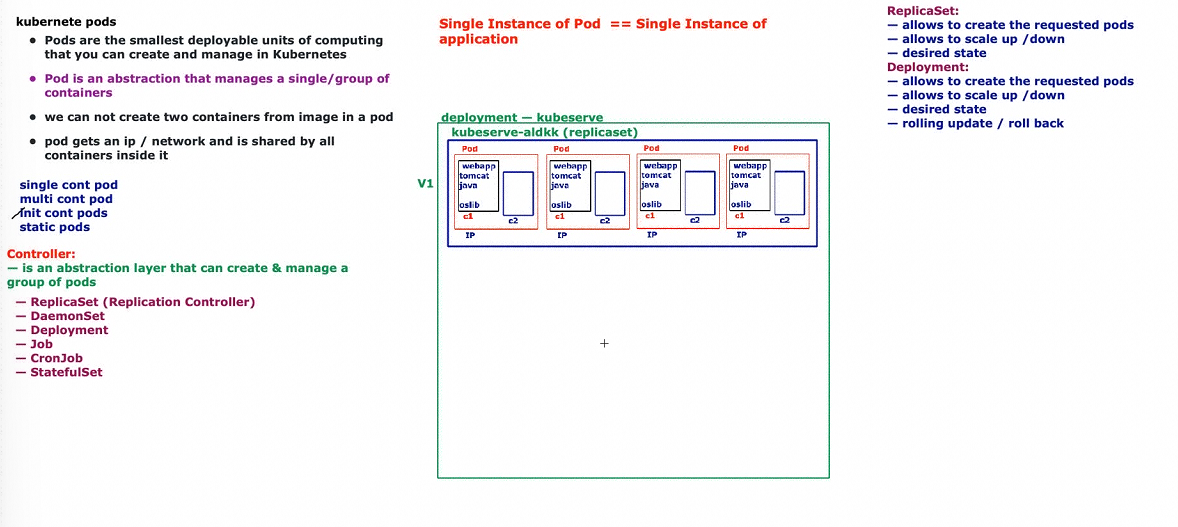 kubernete pods
• Pods are the smallest deployable units of computing
that you can create and manage in Kubernetes
• Pod is an abstraction that manages a single/group of
containers
• we can not create two containers from image in a pod
• pod gets an ip / network and is shared by all
containers inside it
single cont pod
multi cont pod
init cont pods
static pods
Controller:
— is an abstraction layer that can create & manage a
group of pods
— ReplicaSet (Replication Controller)
— DaemonSet
— Deployment
— Job
— CronJob
— StatefulSet
Single Instance of Pod == Single Instance of
application
deployment — kubeserve
kubeserve-aldkk (replicaset)
V1
Pod
webapp
tomcat
java
oslib
c1
c2
IP
Pod
webapp
tomcat
java
oslib
c1
c2
IP
Pod
webapp
tomcat
java
oslib
c1
c2
IP
Pod
webapp
tomcat
java
oslib
c1
c2
IP
ReplicaSet:
— allows to create the requested pods
— allows to scale up /down
— desired state
Deployment:
— allows to create the requested pods
— allows to scale up /down
— desired state
— rolling update / roll back